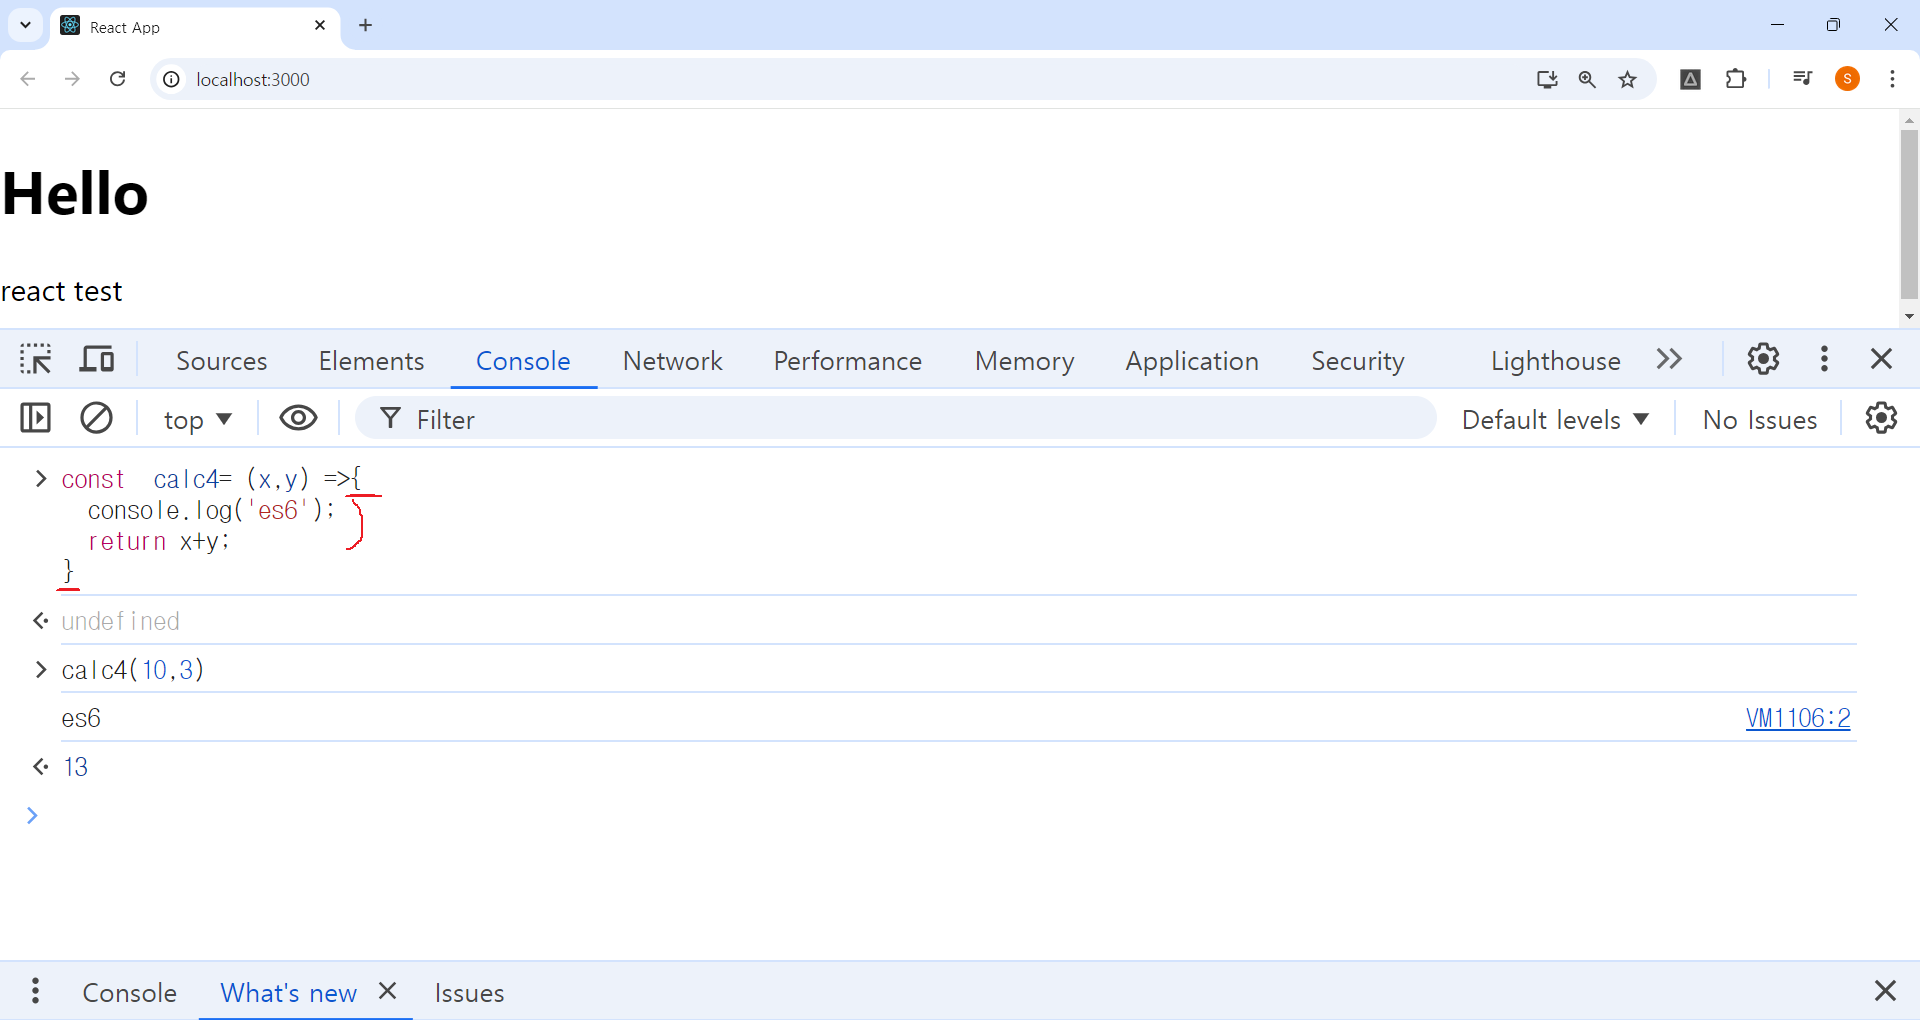 React App
localhost:3000
S
Hello
react test
Sources Elements Console Network Performance Memory Application Security Lighthouse
top Filter Default levels No Issues
const  calc4= (x,y) =>{
console.log('es6');
return x+y;
}
undefined
calc4(10,3)
es6 VM1106:2
13
Console What's new Issues